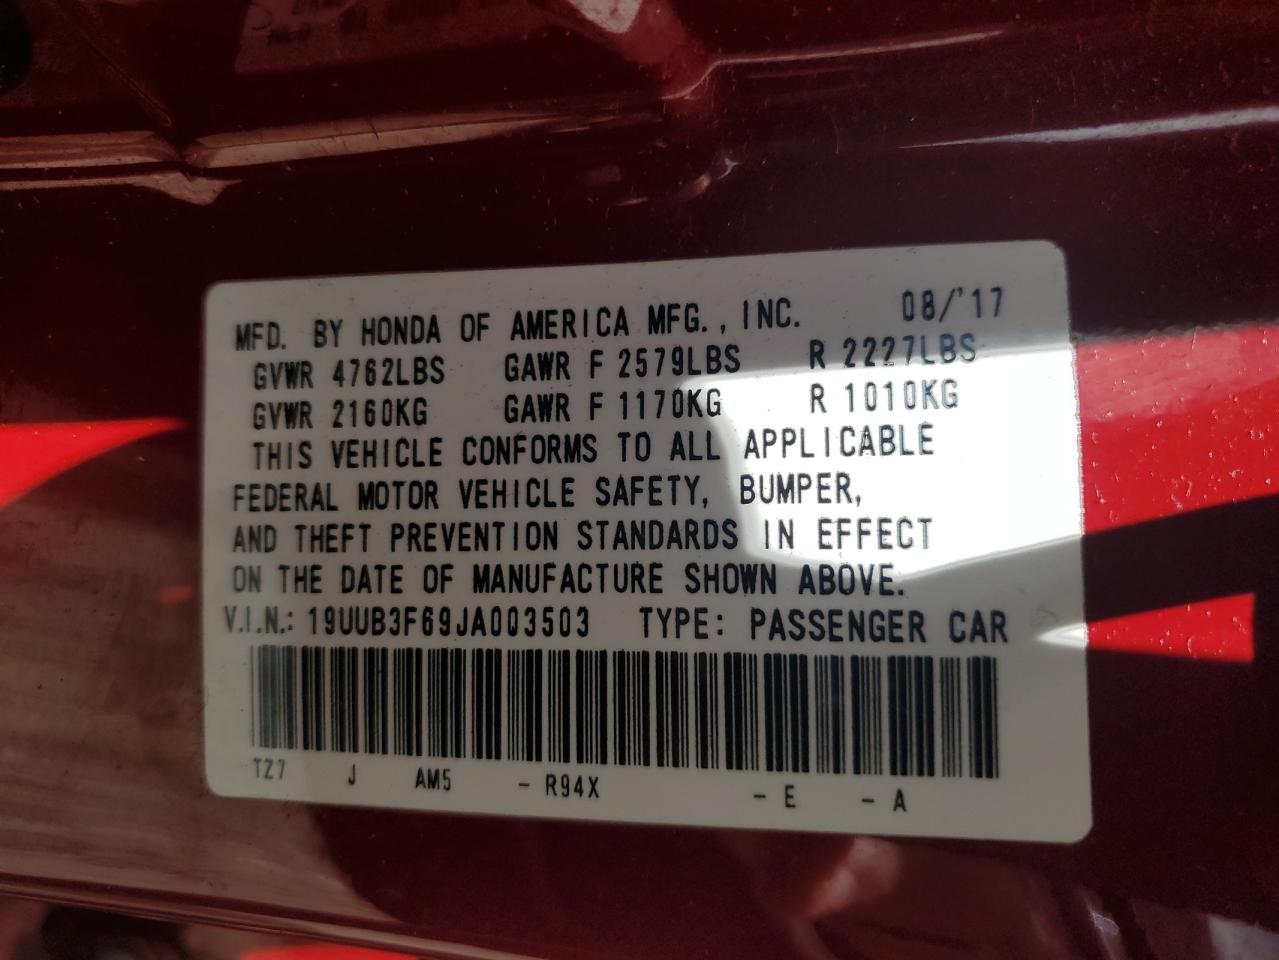 MFD. BY HONDA OF AMERICA MFG., INC. 08/'17
GVWR 4762LBS GAWR F 2579LBS R 2227LBS
GVWR 2160KG GAWR F 1170KG R 1010KG
THIS VEHICLE CONFORMS TO ALL APPLICABLE
FEDERAL MOTOR VEHICLE SAFETY, BUMPER,
AND THEFT PREVENTION STANDARDS IN EFFECT
ON THE DATE OF MANUFACTURE SHOWN ABOVE.
V.I.N.: 19UUB3F69JA003503 TYPE: PASSENGER CAR
TZ7 J AM5 - R94X - E - A